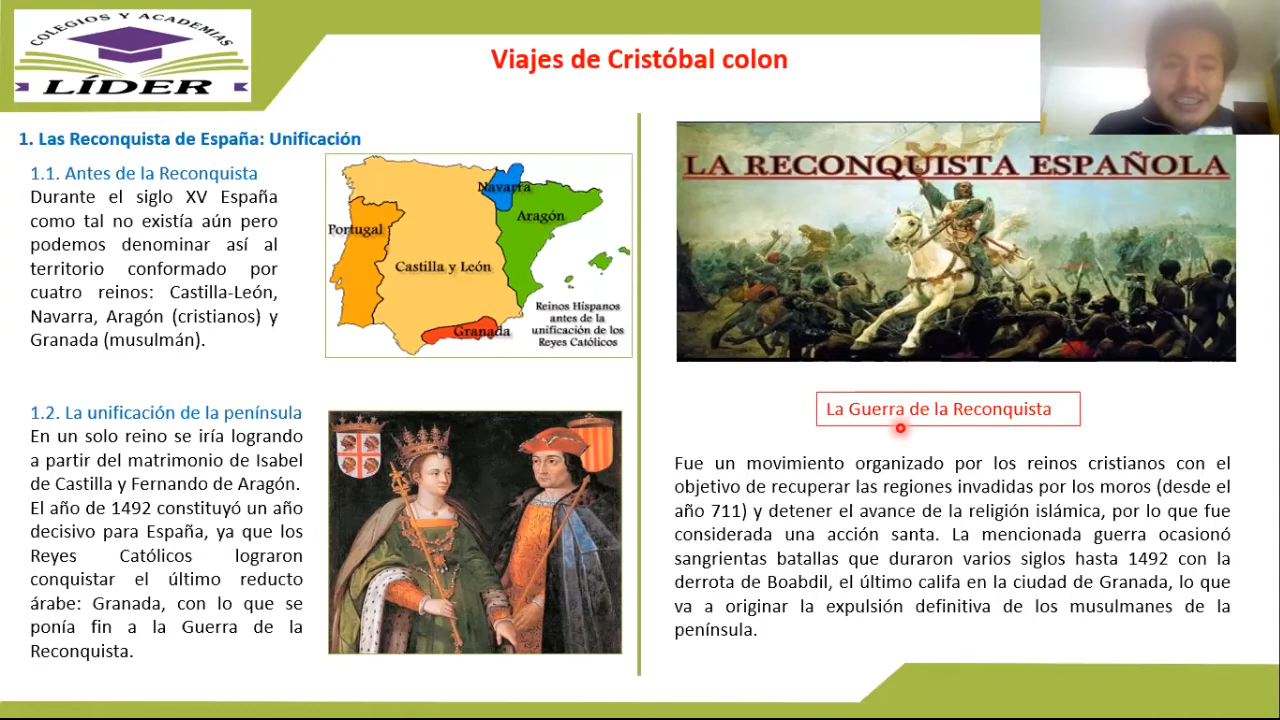 COLEGIOS Y ACADEMIAS
LÍDER
Viajes de Cristóbal colon
1. Las Reconquista de España: Unificación
1.1. Antes de la Reconquista
Durante el siglo XV España
como tal no existía aún pero
podemos denominar así al
territorio conformado por
cuatro reinos: Castilla-León,
Navarra, Aragón (cristianos) y
Granada (musulmán).
Navarra
Aragón
Portugal
Castilla y León
Granada
Reinos Hispanos
antes de la
unificación de los
Reyes Católicos
1.2. La unificación de la península
En un solo reino se iría logrando
a partir del matrimonio de Isabel
de Castilla y Fernando de Aragón.
El año de 1492 constituyó un año
decisivo para España, ya que los
Reyes Católicos lograron
conquistar el último reducto
árabe: Granada, con lo que se
ponía fin a la Guerra de la
Reconquista.
LA RECONQUISTA ESPAÑOLA
La Guerra de la Reconquista
Fue un movimiento organizado por los reinos cristianos con el
objetivo de recuperar las regiones invadidas por los moros (desde el
año 711) y detener el avance de la religión islámica, por lo que fue
considerada una acción santa. La mencionada guerra ocasionó
sangrientas batallas que duraron varios siglos hasta 1492 con la
derrota de Boabdil, el último califa en la ciudad de Granada, lo que
va a originar la expulsión definitiva de los musulmanes de la
península.